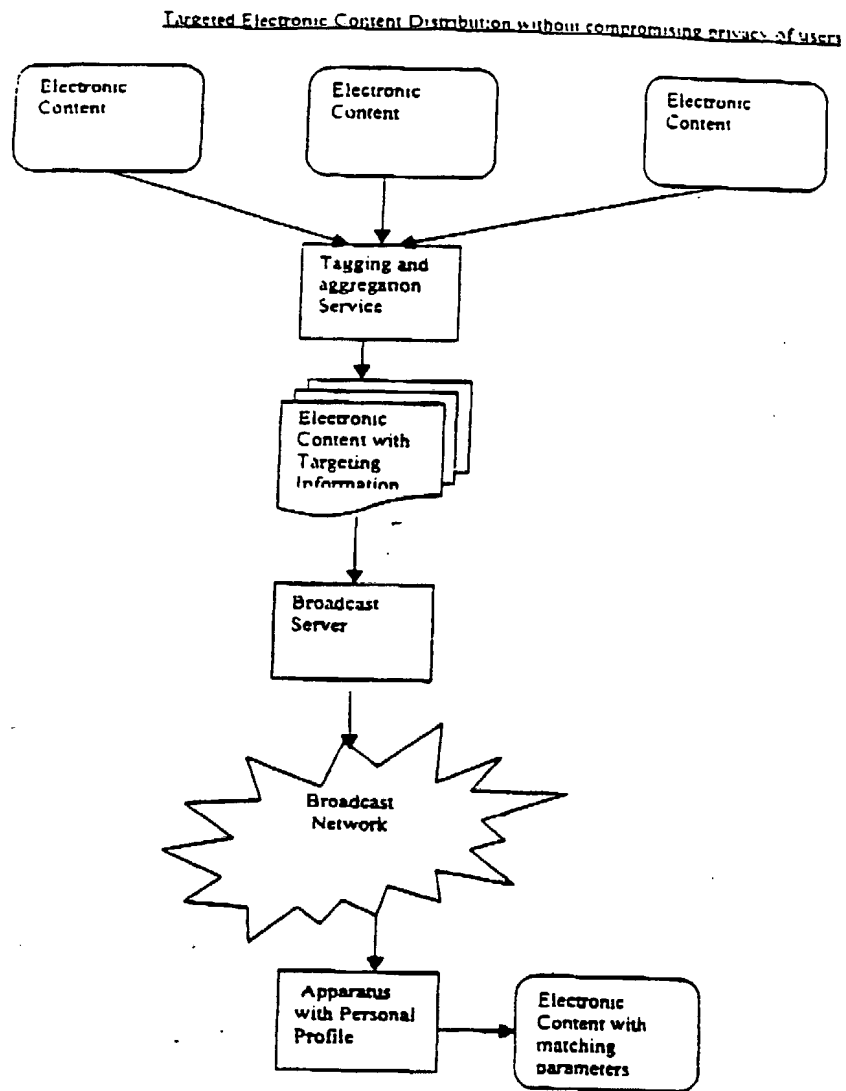 Targeted Electronic Content Distribution without compromising privacy of users
Electronic
Content
Electronic
Content
Electronic
Content
Tagging and
aggregation
Service
Electronic
Content with
Targeting
Information
Broadcast
Server
Broadcast
Network
Apparatus
with Personal
Profile
Electronic
Content with
matching
parameters